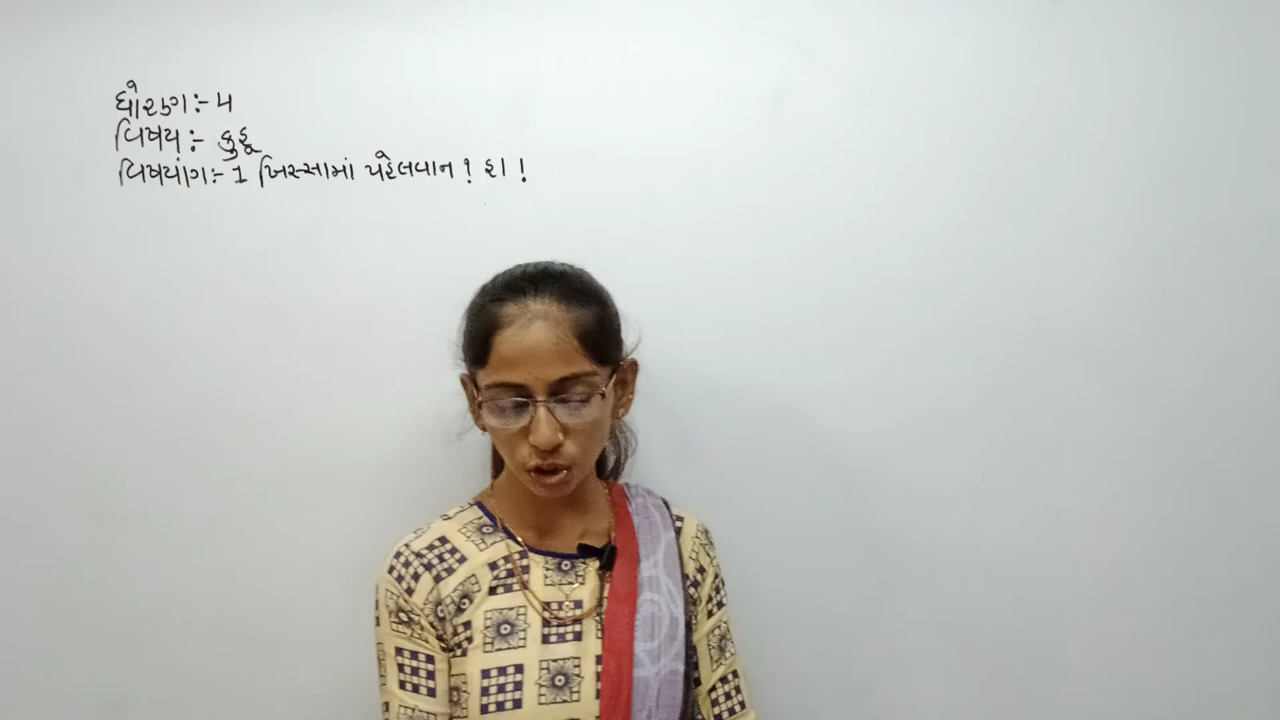 ધોરણ:- ૫
વિષય:- કુહૂ
વિષયાંગ:- 1 ખિસ્સામાં પહેલવાન ! હા !